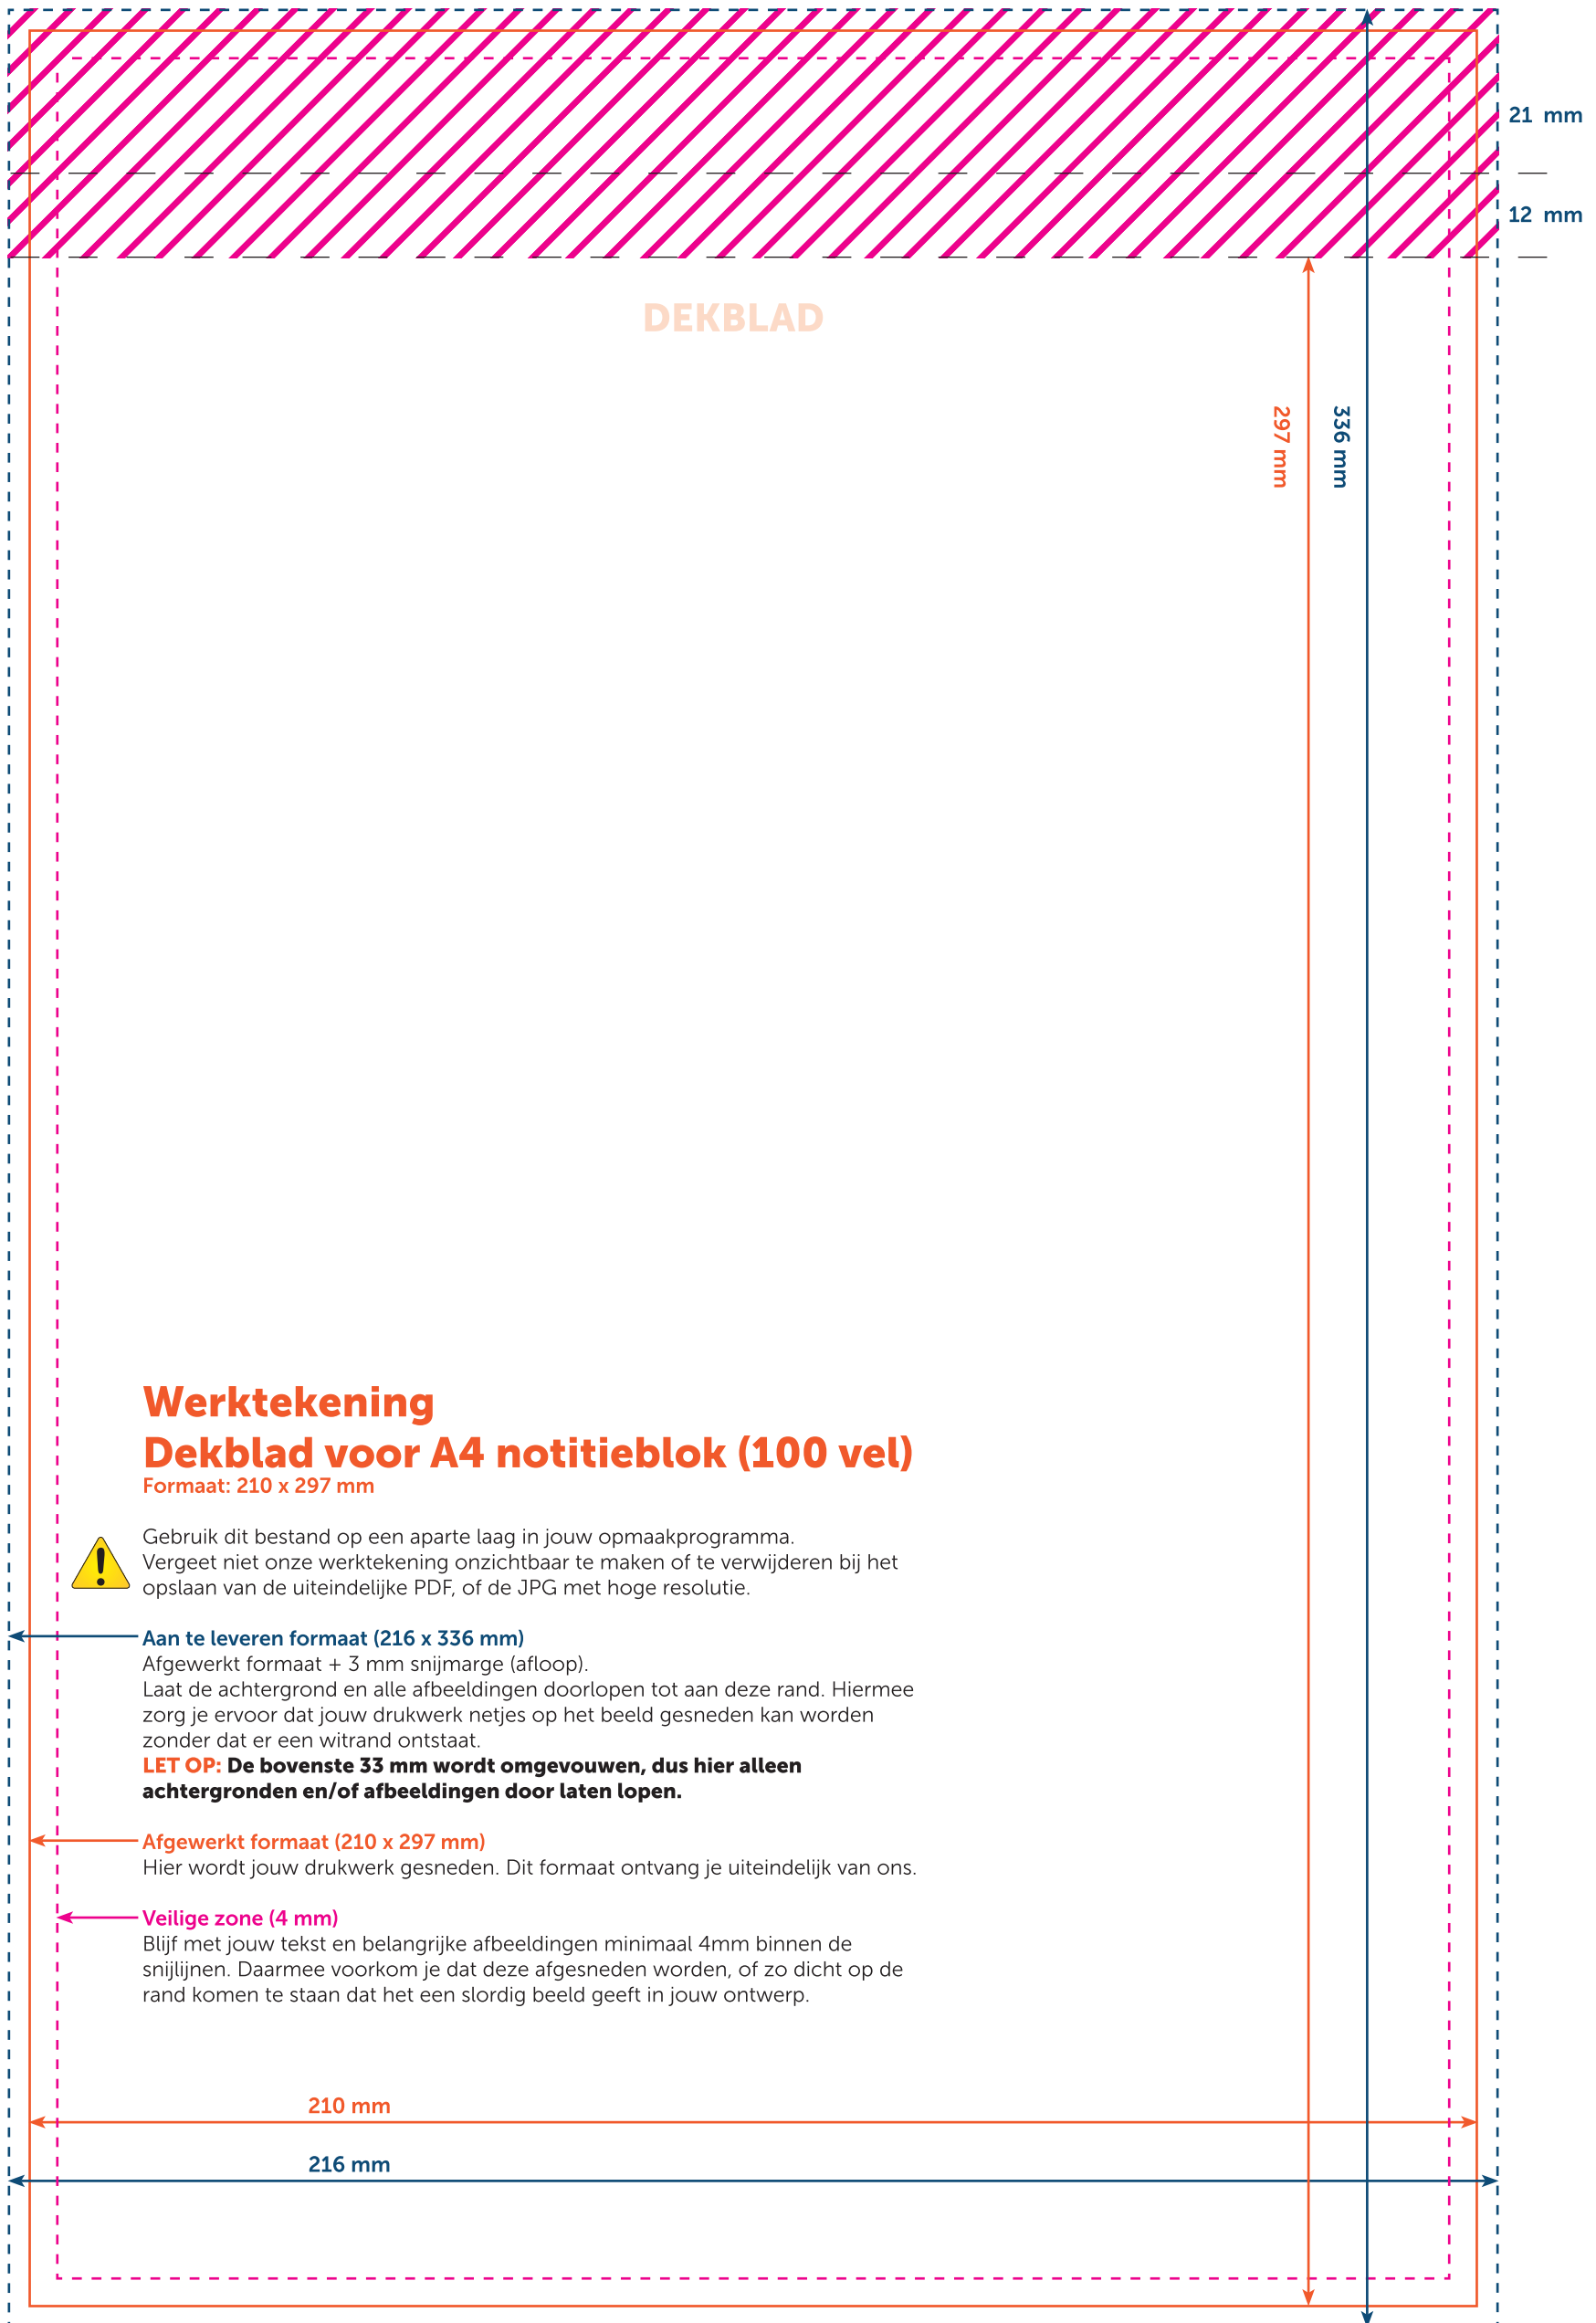 21 mm
12 mm
DEKBLAD
297 mm
336 mm
Werktekening
Dekblad voor A4 notitieblok (100 vel)
Formaat: 210 x 297 mm
Gebruik dit bestand op een aparte laag in jouw opmaakprogramma.
Vergeet niet onze werktekening onzichtbaar te maken of te verwijderen bij het
opslaan van de uiteindelijke PDF, of de JPG met hoge resolutie.
Aan te leveren formaat (216 x 336 mm)
Afgewerkt formaat + 3 mm snijmarge (afloop).
Laat de achtergrond en alle afbeeldingen doorlopen tot aan deze rand. Hiermee
zorg je ervoor dat jouw drukwerk netjes op het beeld gesneden kan worden
zonder dat er een witrand ontstaat.
LET OP: De bovenste 33 mm wordt omgevouwen, dus hier alleen
achtergronden en/of afbeeldingen door laten lopen.
Afgewerkt formaat (210 x 297 mm)
Hier wordt jouw drukwerk gesneden. Dit formaat ontvang je uiteindelijk van ons.
Veilige zone (4 mm)
Blijf met jouw tekst en belangrijke afbeeldingen minimaal 4mm binnen de
snijlijnen. Daarmee voorkom je dat deze afgesneden worden, of zo dicht op de
rand komen te staan dat het een slordig beeld geeft in jouw ontwerp.
210 mm
216 mm